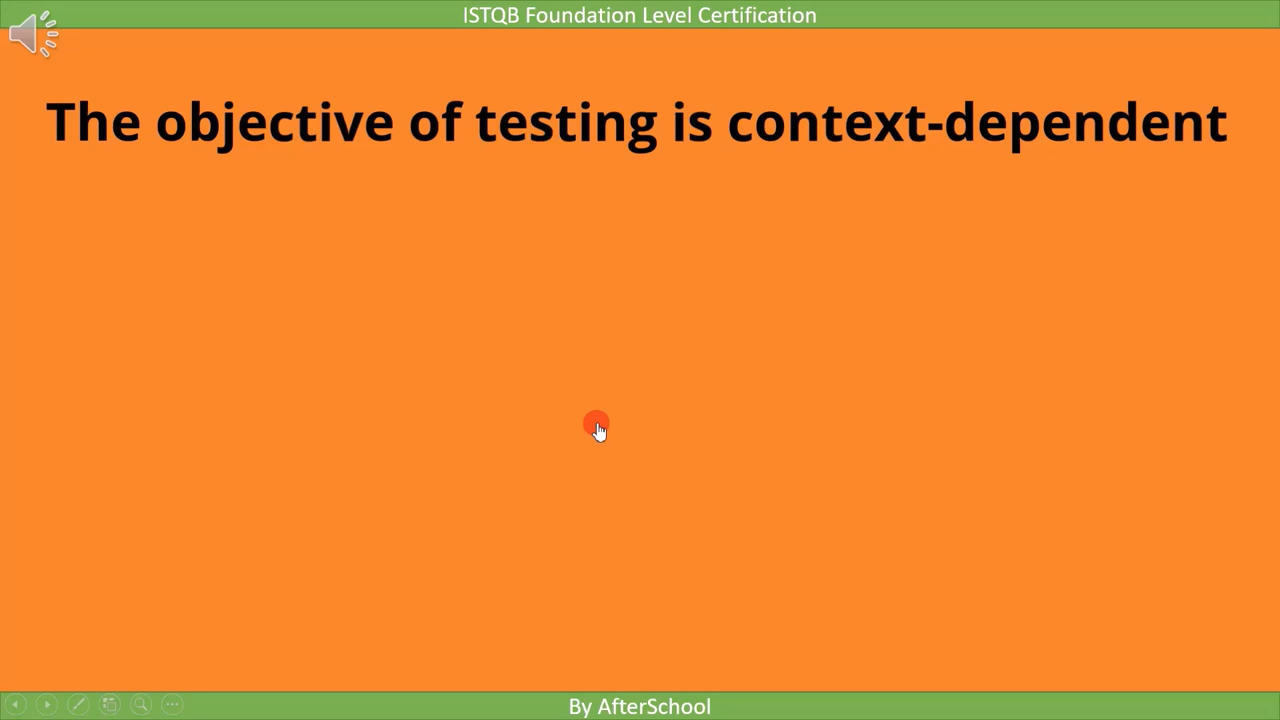 ISTQB Foundation Level Certification
The objective of testing is context-dependent
By AfterSchool